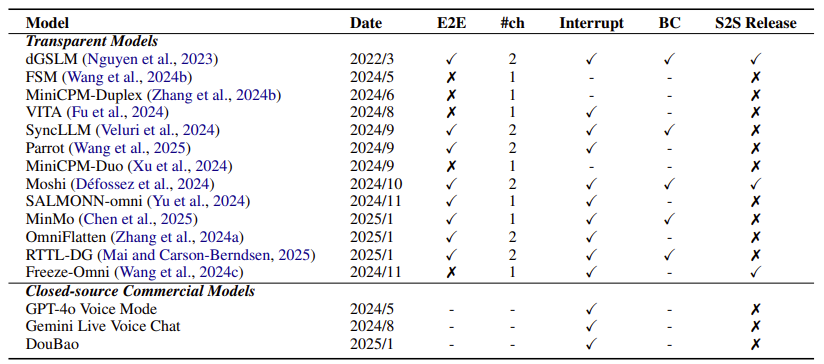 Model Date E2E #ch Interrupt BC S2S Release
Transparent Models
dGSLM (Nguyen et al., 2023) 2022/3 ✓ 2 ✓ ✓ ✓
FSM (Wang et al., 2024b) 2024/5 ✗ 1 - - ✗
MiniCPM-Duplex (Zhang et al., 2024b) 2024/6 ✗ 1 - - ✗
VITA (Fu et al., 2024) 2024/8 ✗ 1 ✓ - ✗
SyncLLM (Veluri et al., 2024) 2024/9 ✓ 2 ✓ ✓ ✗
Parrot (Wang et al., 2025) 2024/9 ✓ 2 ✓ - ✗
MiniCPM-Duo (Xu et al., 2024) 2024/9 ✗ 1 - - ✗
Moshi (Défossez et al., 2024) 2024/10 ✓ 2 ✓ ✓ ✓
SALMONN-omni (Yu et al., 2024) 2024/11 ✓ 1 ✓ - ✗
MinMo (Chen et al., 2025) 2025/1 ✓ 1 ✓ ✓ ✗
OmniFlatten (Zhang et al., 2024a) 2025/1 ✓ 2 ✓ - ✗
RTTL-DG (Mai and Carson-Berndsen, 2025) 2025/1 ✓ 2 ✓ ✓ ✗
Freeze-Omni (Wang et al., 2024c) 2024/11 ✗ 1 ✓ - ✓
Closed-source Commercial Models
GPT-4o Voice Mode 2024/5 - - ✓ - ✗
Gemini Live Voice Chat 2024/8 - - ✓ - ✗
DouBao 2025/1 - - ✓ - ✗